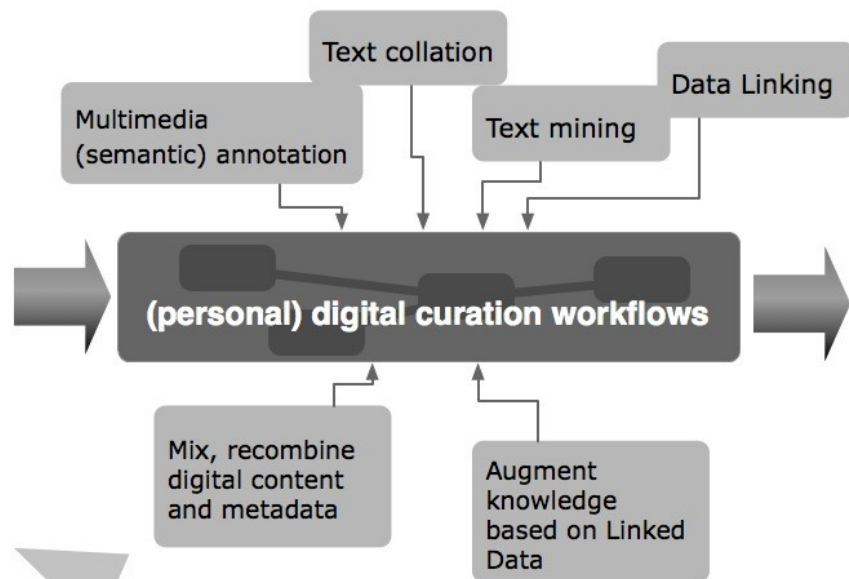 Text collation
Data Linking
Multimedia
(semantic) annotation
Text mining
(personal) digital curation workflows
Mix, recombine
digital content
and metadata
Augment
knowledge
based on Linked
Data